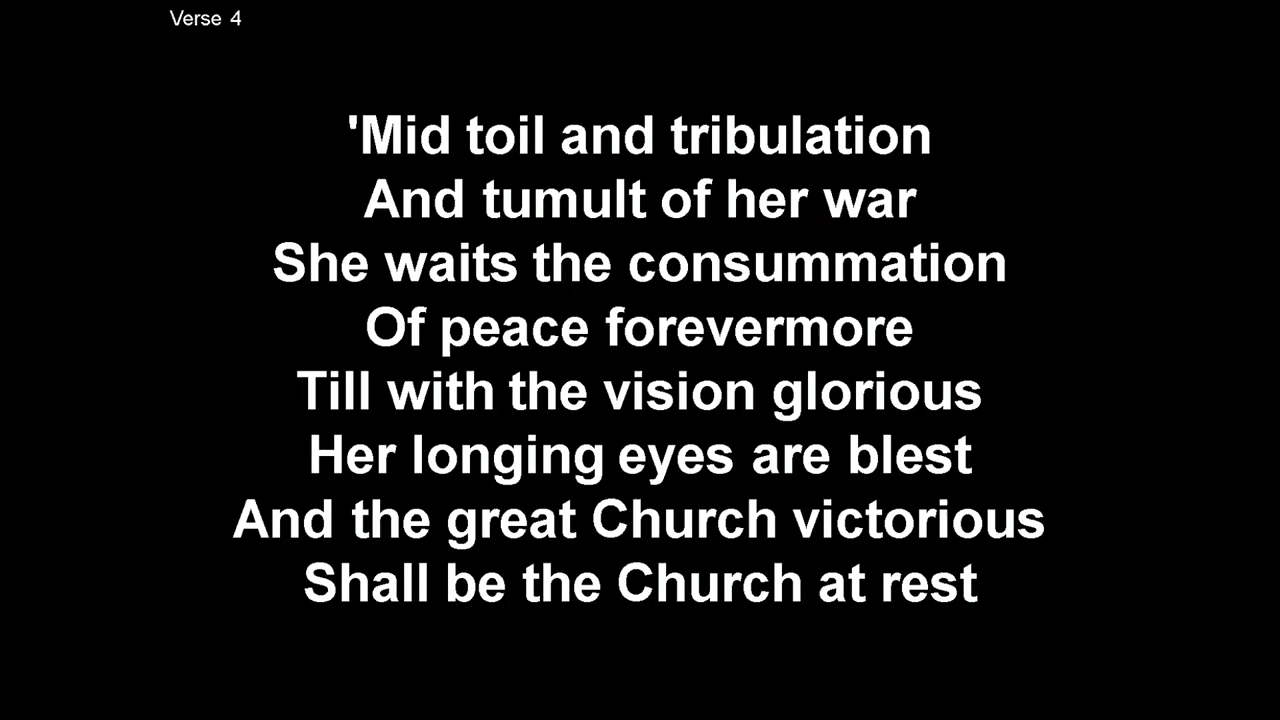 Verse 4
'Mid toil and tribulation
And tumult of her war
She waits the consummation
Of peace forevermore
Till with the vision glorious
Her longing eyes are blest
And the great Church victorious
Shall be the Church at rest